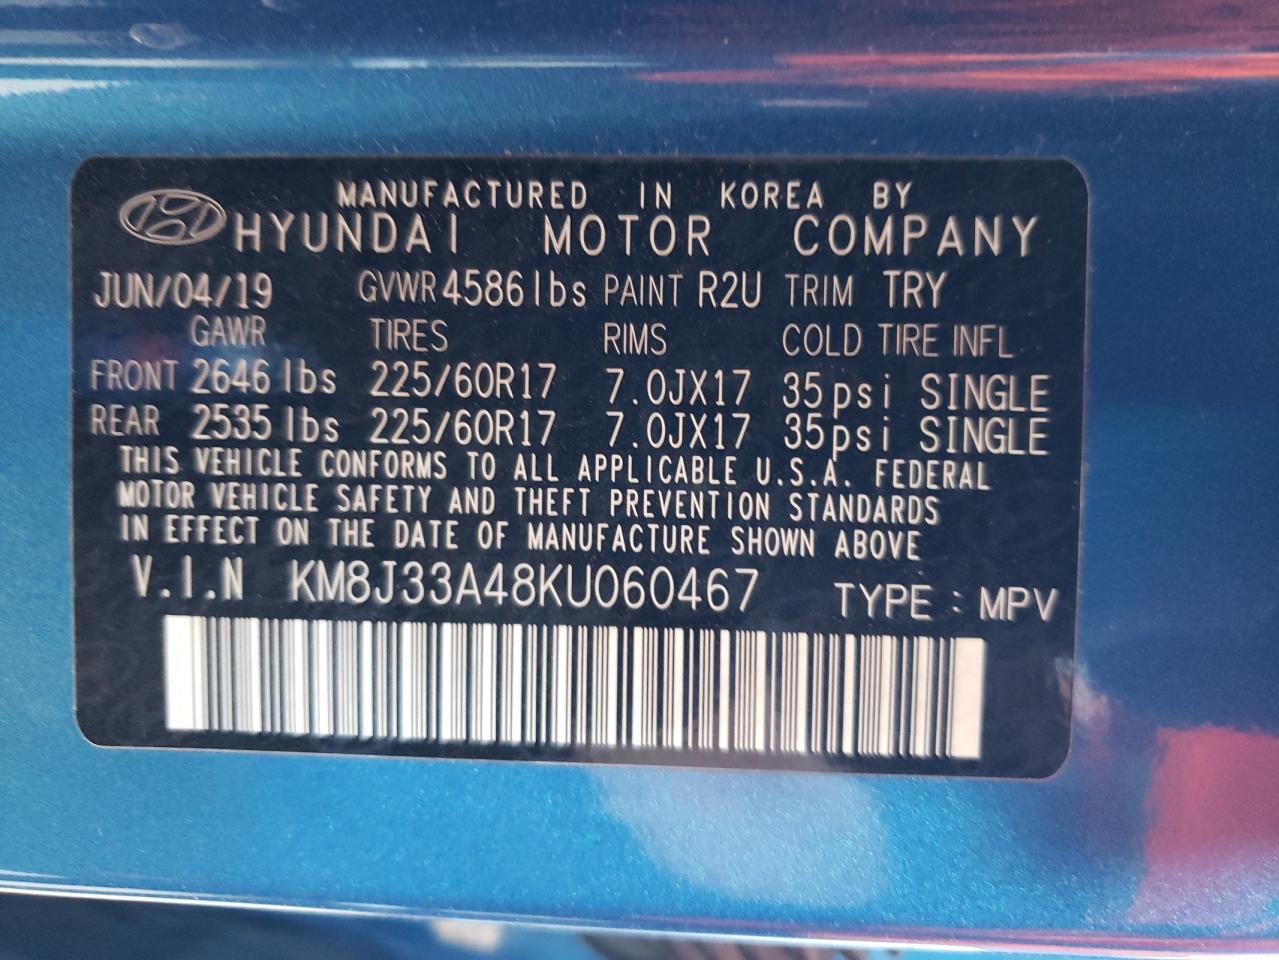 MANUFACTURED IN KOREA BY
HYUNDAI MOTOR COMPANY
JUN/04/19 GVWR 4586 lbs PAINT R2U TRIM TRY
GAWR TIRES RIMS COLD TIRE INFL
FRONT 2646 lbs 225/60R17 7.0JX17 35psi SINGLE
REAR 2535 lbs 225/60R17 7.0JX17 35psi SINGLE
THIS VEHICLE CONFORMS TO ALL APPLICABLE U.S.A. FEDERAL
MOTOR VEHICLE SAFETY AND THEFT PREVENTION STANDARDS
IN EFFECT ON THE DATE OF MANUFACTURE SHOWN ABOVE
V.I.N KM8J33A48KU060467 TYPE : MPV